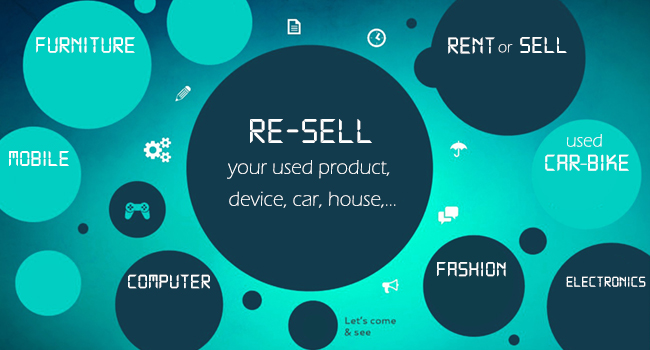 FURNITURE
RENT or SELL
RE-SELL
your used product,
device, car, house,...
MOBILE
used
CAR-BIKE
COMPUTER
FASHION
ELECTRONICS
Let's come
& see